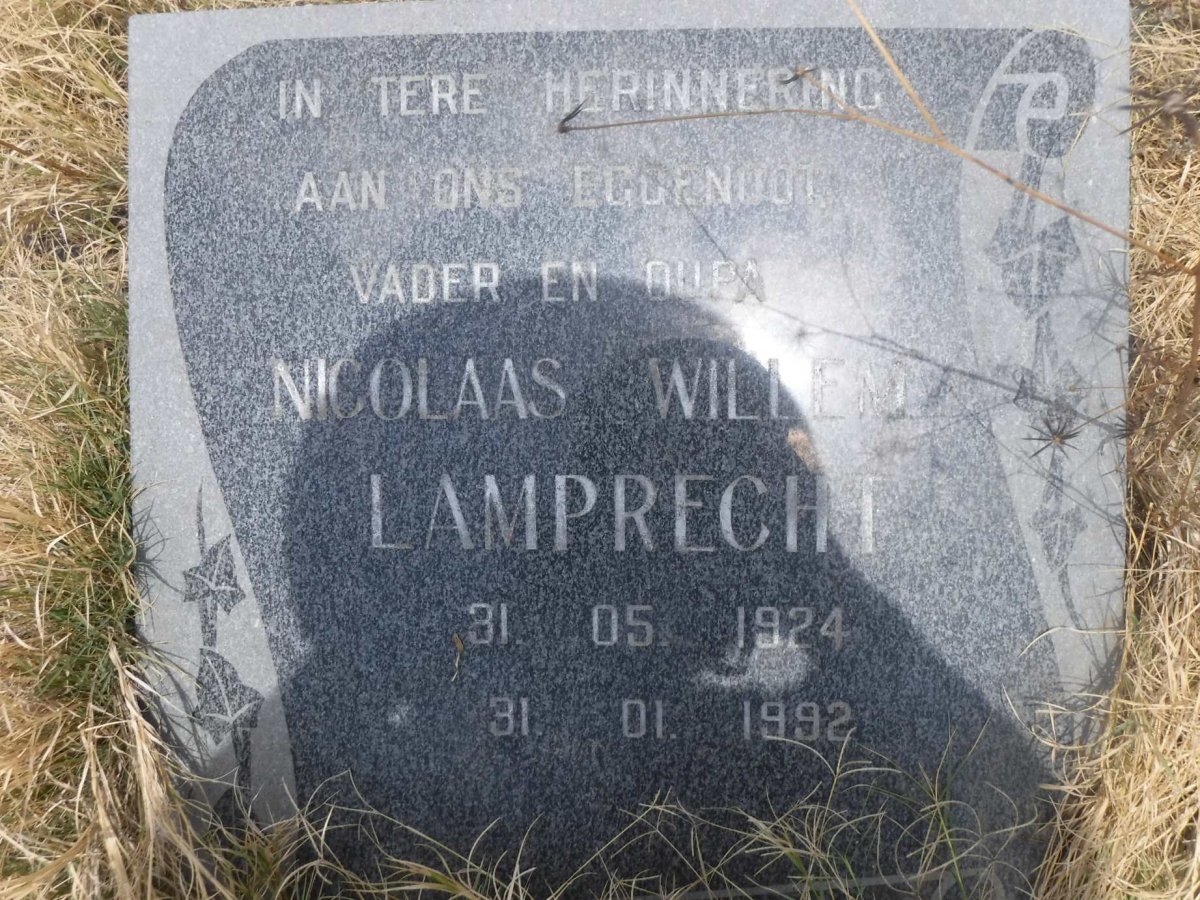 IN TERE HERINNERING
AAN ONS EGGENOOT,
VADER EN OUPA
NICOLAAS WILLEM
LAMPRECHT
31. 05. 1924
31. 01. 1992